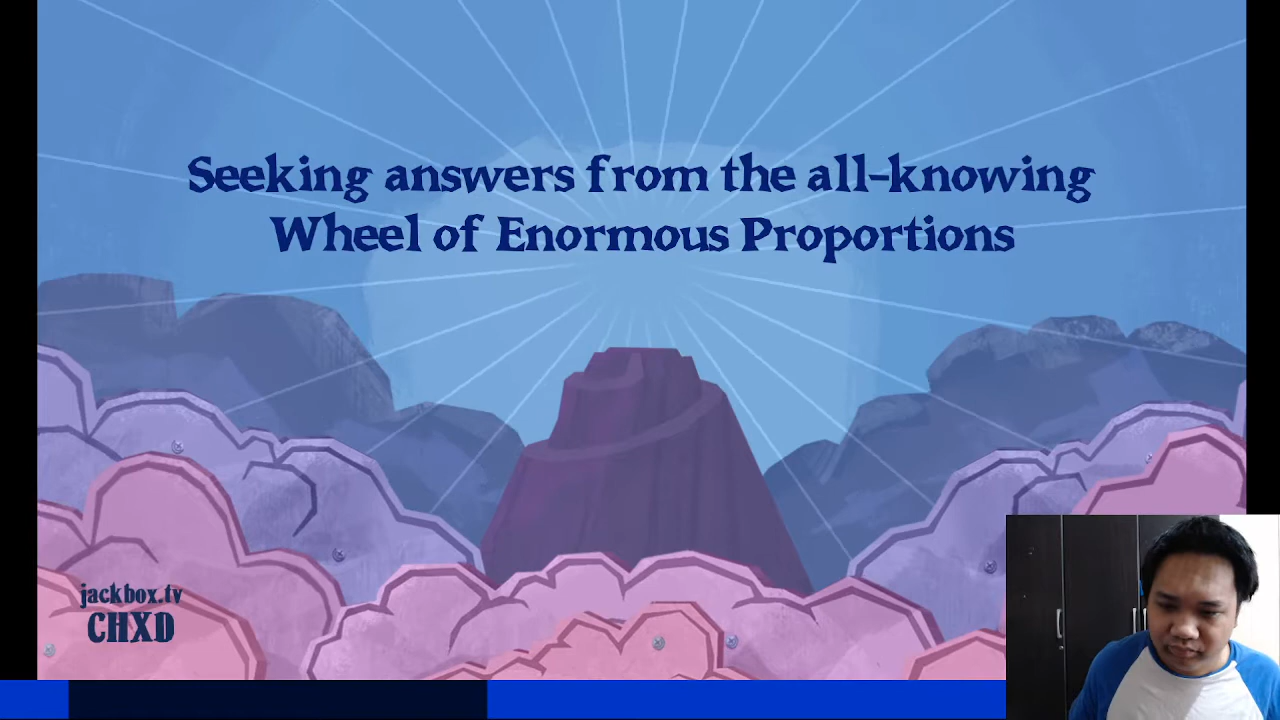 Seeking answers from the all-knowing
Wheel of Enormous Proportions
jackbox.tv
CHXD